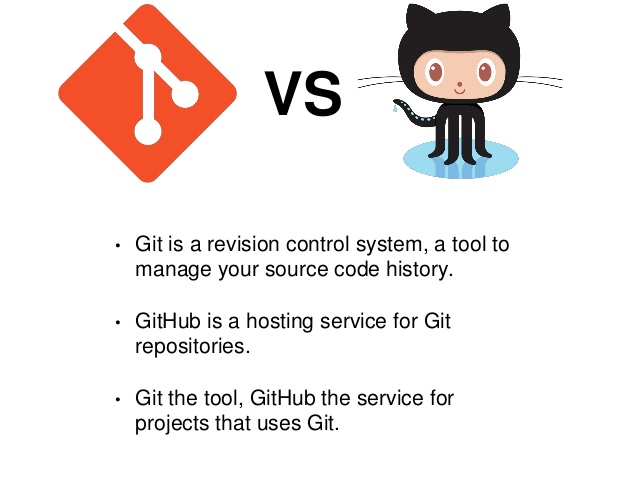 VS
• Git is a revision control system, a tool to
manage your source code history.
• GitHub is a hosting service for Git
repositories.
• Git the tool, GitHub the service for
projects that uses Git.